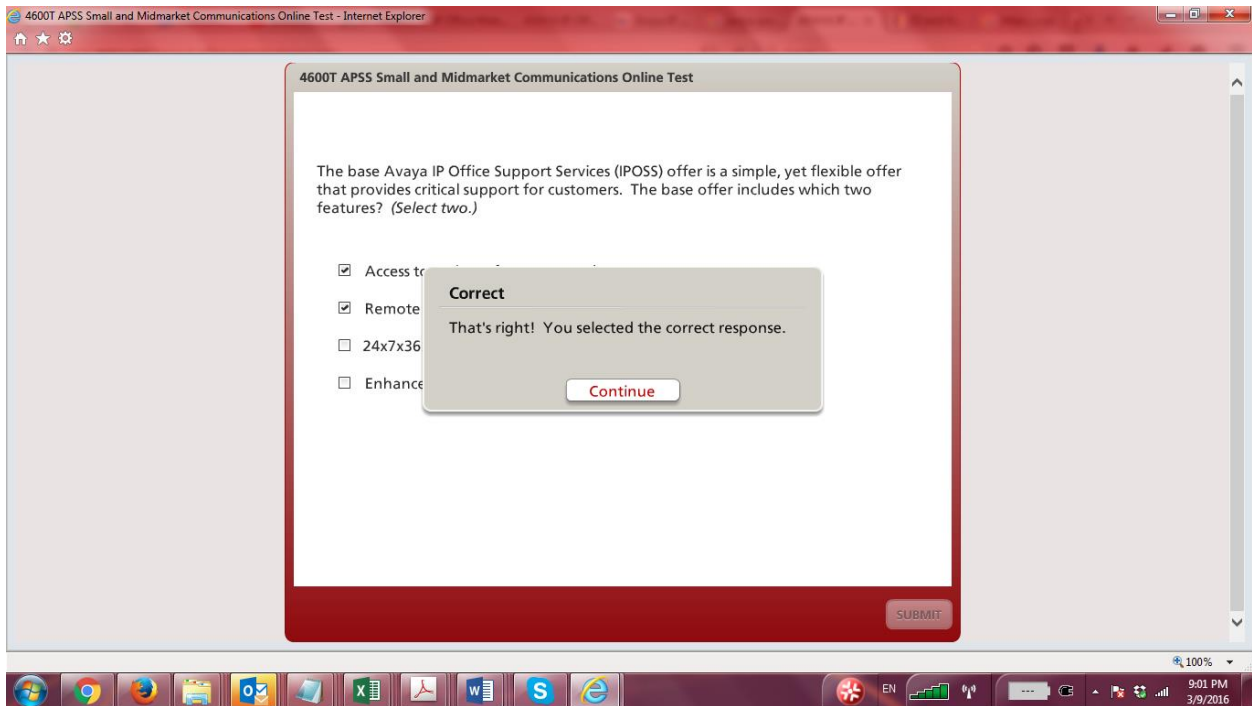 4600T APSS Small and Midmarket Communications Online Test - Internet Explorer
4600T APSS Small and Midmarket Communications Online Test
The base Avaya IP Office Support Services (IPOSS) offer is a simple, yet flexible offer
that provides critical support for customers. The base offer includes which two
features? (Select two.)
Access
Remote
24x7x36
Enhance
Correct
That's right! You selected the correct response.
Continue
SUBMIT
100%
EN
9:01 PM
3/9/2016